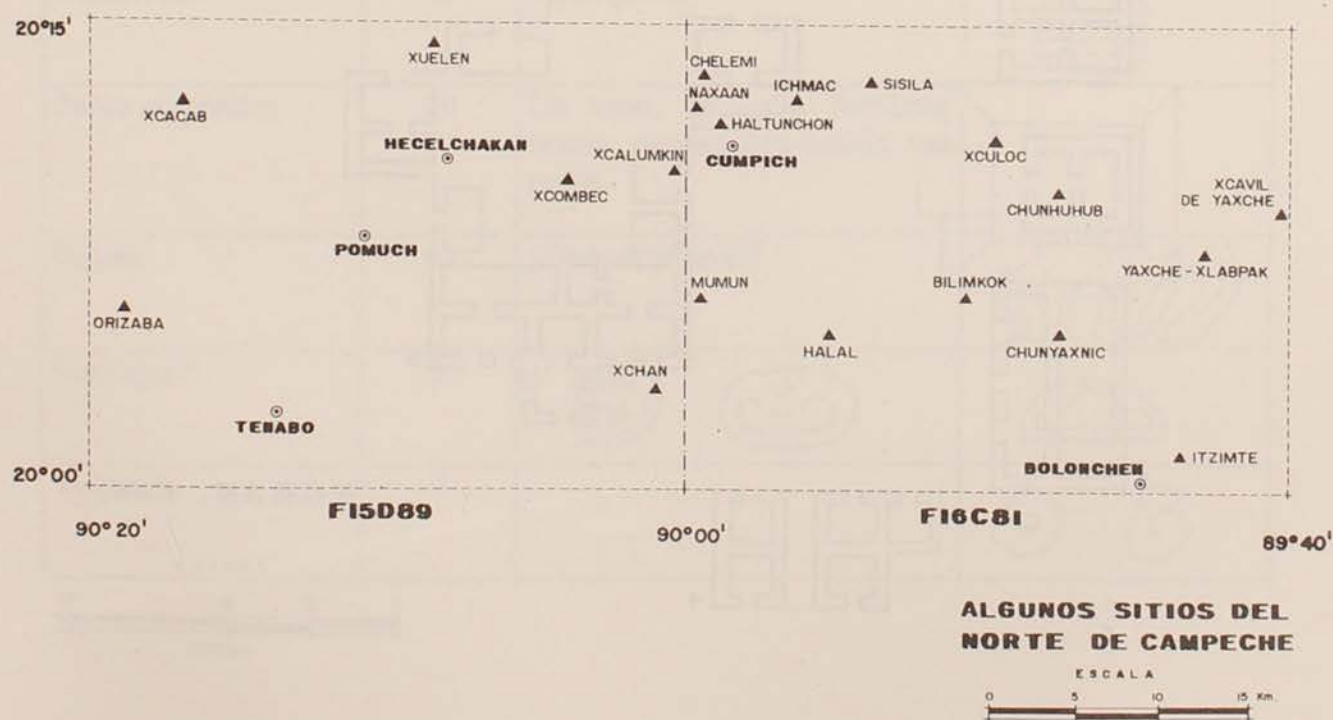 20°15'
XUELEN
XCACAB
HECELCHAKAN
XCOMBEC
XCALUMKIN
POMUCH
ORIZABA
XCHAN
TENABO
CHELEMI
NAXAAN
ICHMAC
SISILA
HALTUNCHON
CUMPICH
XCULOC
CHUNHUHUB
XCAVIL
DE YAXCHE
YAXCHE-XLABPAK
MUMUN
BILIMKOK
HALAL
CHUNYAXNIC
BOLONCHEN
ITZIMTE
20°00'
F15D89
F16C81
90°20'
90°00'
89°40'
ALGUNOS SITIOS DEL
NORTE DE CAMPECHE
ESCALA
0 5 10 15 Km.